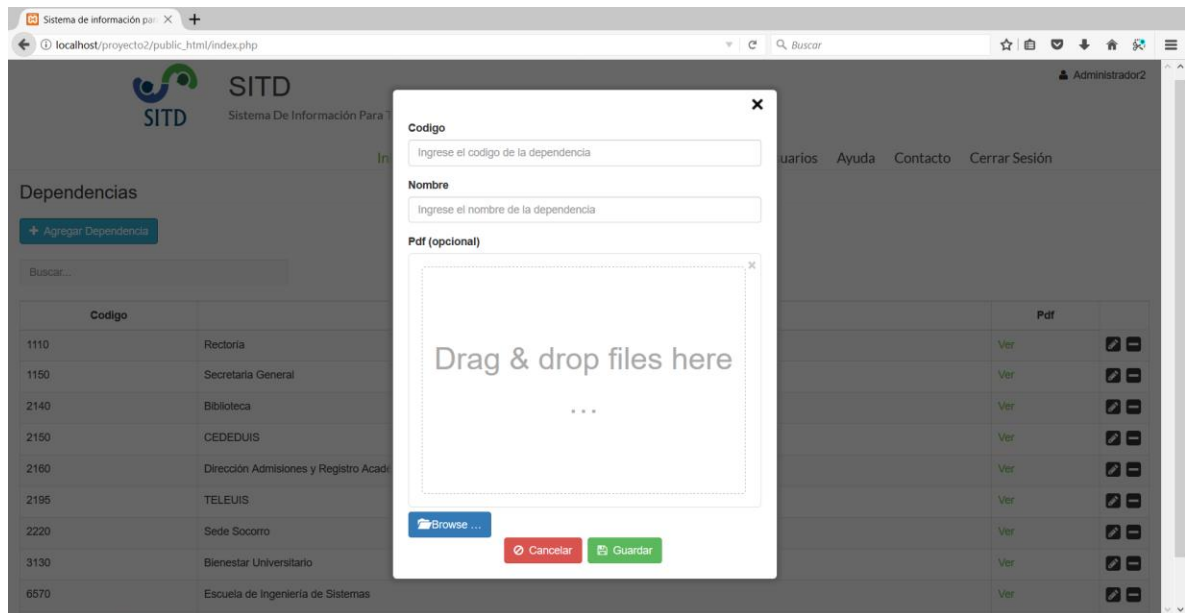 Sistema de información par
localhost/proyecto2/public_html/index.php
Buscar
SITD
SITD
Sistema De Información Para
Administrador2
In
uarios Ayuda Contacto Cerrar Sesión
Dependencias
Agregar Dependencia
Buscar...
Codigo Pdf
1110 Rectoria Ver
1150 Secretaria General Ver
2140 Biblioteca Ver
2150 CEDEDUIS Ver
2160 Dirección Admisiones y Registro Acade Ver
2195 TELEUIS Ver
2220 Sede Socorro Ver
3130 Bienestar Universitario Ver
6570 Escuela de Ingeniería de Sistemas Ver
Codigo
Ingrese el codigo de la dependencia
Nombre
Ingrese el nombre de la dependencia
Pdf (opcional)
Drag & drop files here
...
Browse ...
Cancelar Guardar